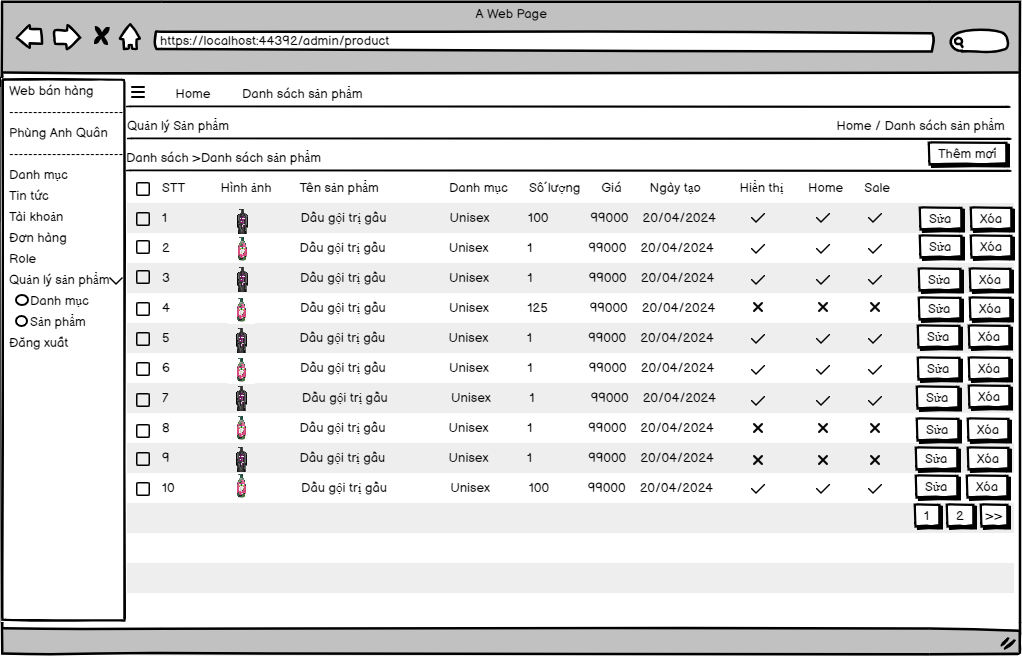 A Web Page
https://localhost:44392/admin/product
Web bán hàng
Phùng Anh Quân
Danh mục
Tin tức
Tài khoản
Đơn hàng
Role
Quản lý sản phẩm
Danh mục
Sản phẩm
Đăng xuất
Home Danh sách sản phẩm
Quản lý Sản phẩm Home / Danh sách sản phẩm
Danh sách >Danh sách sản phẩm Thêm mới
STT Hình ảnh Tên sản phẩm Danh mục Số lượng Giá Ngày tạo Hiển thị Home Sale
1 Dầu gội trị gầu Unisex 100 99000 20/04/2024 Sửa Xóa
2 Dầu gội trị gầu Unisex 1 99000 20/04/2024 Sửa Xóa
3 Dầu gội trị gầu Unisex 1 99000 20/04/2024 Sửa Xóa
4 Dầu gội trị gầu Unisex 125 99000 20/04/2024 Sửa Xóa
5 Dầu gội trị gầu Unisex 1 99000 20/04/2024 Sửa Xóa
6 Dầu gội trị gầu Unisex 1 99000 20/04/2024 Sửa Xóa
7 Dầu gội trị gầu Unisex 1 99000 20/04/2024 Sửa Xóa
8 Dầu gội trị gầu Unisex 1 99000 20/04/2024 Sửa Xóa
9 Dầu gội trị gầu Unisex 1 99000 20/04/2024 Sửa Xóa
10 Dầu gội trị gầu Unisex 100 99000 20/04/2024 Sửa Xóa
1 2 >>